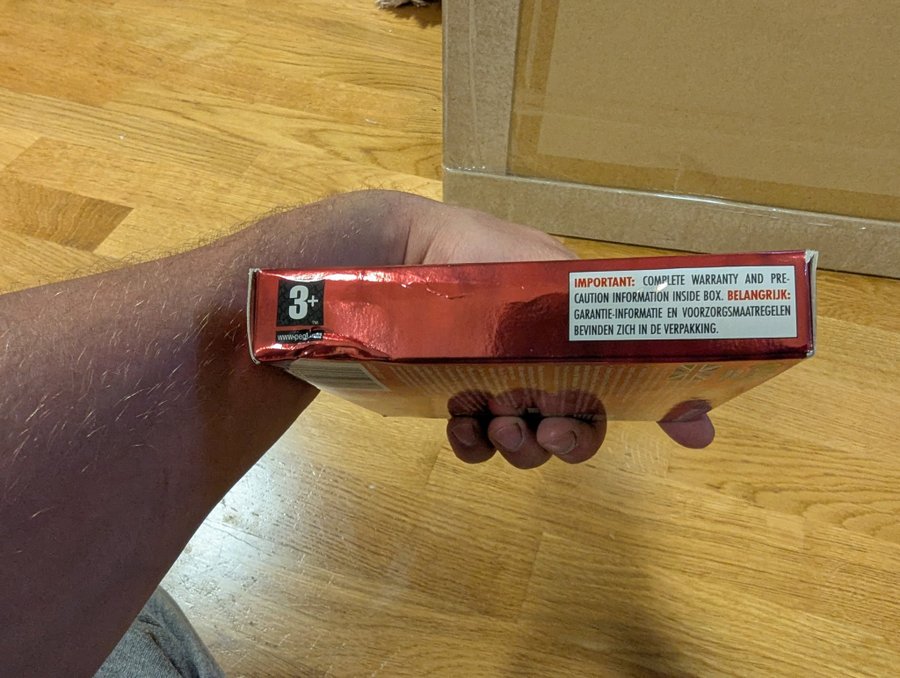 3+
™
IMPORTANT: COMPLETE WARRANTY AND PRE-
CAUTION INFORMATION INSIDE BOX. BELANGRIJK:
GARANTIE-INFORMATIE EN VOORZORGSMAATREGELEN
BEVINDEN ZICH IN DE VERPAKKING.